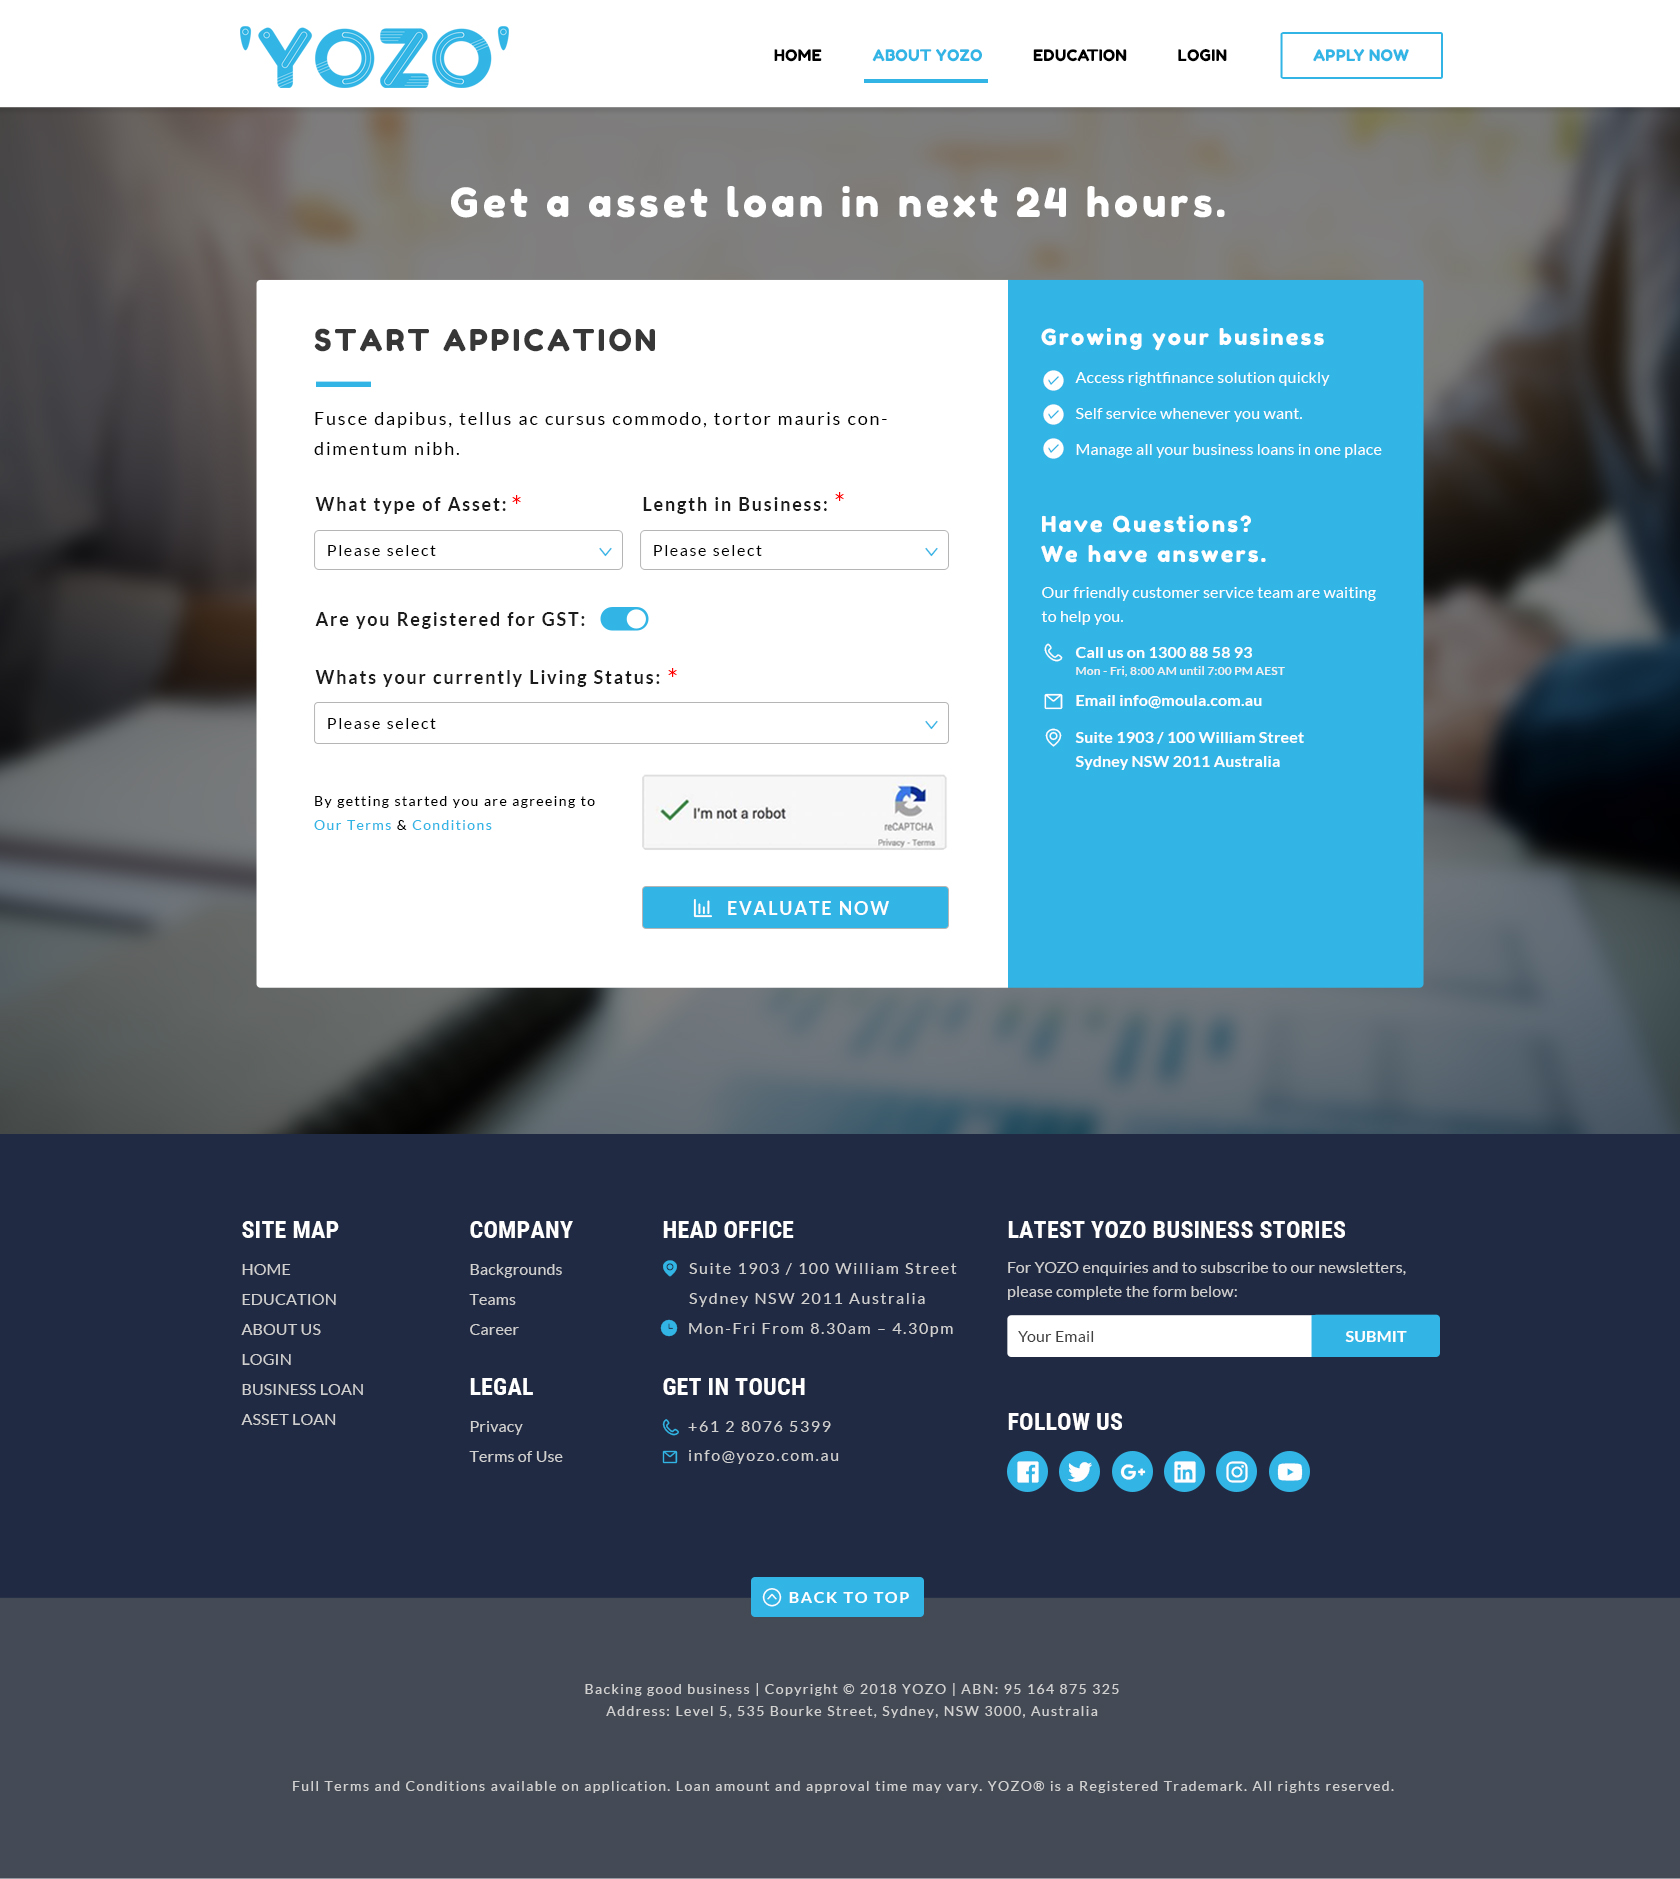 'YOZO'
HOME ABOUT YOZO EDUCATION LOGIN APPLY NOW
Get a asset loan in next 24 hours.
START APPICATION
Fusce dapibus, tellus ac cursus commodo, tortor mauris con-
dimentum nibh.
What type of Asset: *
Please select
Length in Business: *
Please select
Are you Registered for GST:
Whats your currently Living Status: *
Please select
By getting started you are agreeing to
Our Terms & Conditions
I'm not a robot
reCAPTCHA
Privacy - Terms
EVALUATE NOW
Growing your business
Access rightfinance solution quickly
Self service whenever you want.
Manage all your business loans in one place
Have Questions?
We have answers.
Our friendly customer service team are waiting
to help you.
Call us on 1300 88 58 93
Mon - Fri, 8:00 AM until 7:00 PM AEST
Email info@moula.com.au
Suite 1903 / 100 William Street
Sydney NSW 2011 Australia
SITE MAP
HOME
EDUCATION
ABOUT US
LOGIN
BUSINESS LOAN
ASSET LOAN
COMPANY
Backgrounds
Teams
Career
LEGAL
Privacy
Terms of Use
HEAD OFFICE
Suite 1903 / 100 William Street
Sydney NSW 2011 Australia
Mon-Fri From 8.30am – 4.30pm
GET IN TOUCH
+61 2 8076 5399
info@yozo.com.au
LATEST YOZO BUSINESS STORIES
For YOZO enquiries and to subscribe to our newsletters,
please complete the form below:
Your Email SUBMIT
FOLLOW US
BACK TO TOP
Backing good business | Copyright © 2018 YOZO | ABN: 95 164 875 325
Address: Level 5, 535 Bourke Street, Sydney, NSW 3000, Australia
Full Terms and Conditions available on application. Loan amount and approval time may vary. YOZO® is a Registered Trademark. All rights reserved.